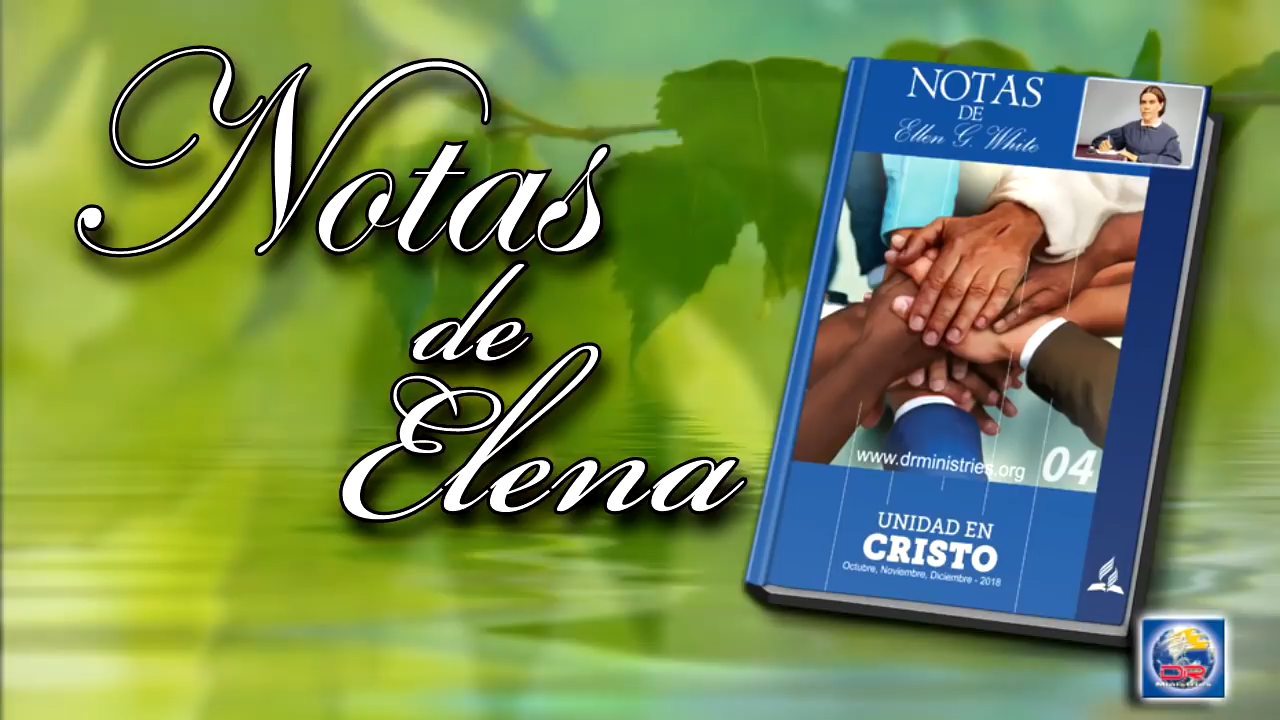 Notas
de
Elena
NOTAS
DE
Ellen G. White
www.drministries.org
04
UNIDAD EN
CRISTO
Octubre, Noviembre, Diciembre - 2018
DR
Ministries